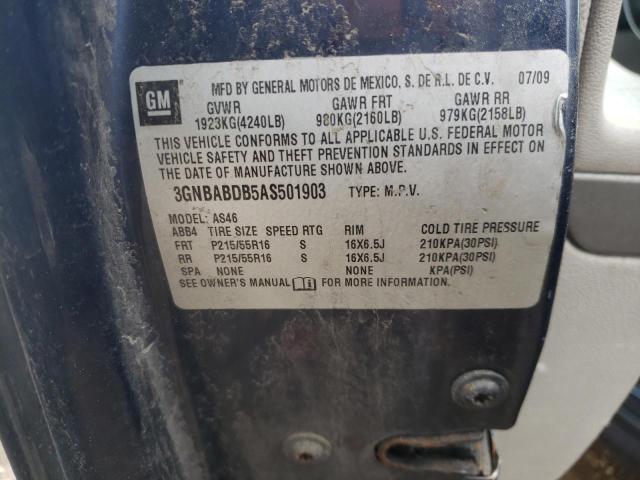 GM
MFD BY GENERAL MOTORS DE MEXICO, S. DE R.L. DE C.V. 07/09
GVWR GAWR FRT GAWR RR
1923KG(4240LB) 980KG(2160LB) 979KG(2158LB)
THIS VEHICLE CONFORMS TO ALL APPLICABLE U.S. FEDERAL MOTOR
VEHICLE SAFETY AND THEFT PREVENTION STANDARDS IN EFFECT ON
THE DATE OF MANUFACTURE SHOWN ABOVE.
3GNBABDB5AS501903 TYPE: M.P.V.
MODEL: AS46
ABB4 TIRE SIZE SPEED RTG RIM COLD TIRE PRESSURE
FRT P215/55R16 S 16X6.5J 210KPA(30PSI)
RR P215/55R16 S 16X6.5J 210KPA(30PSI)
SPA NONE NONE KPA(PSI)
SEE OWNER'S MANUAL FOR MORE INFORMATION.